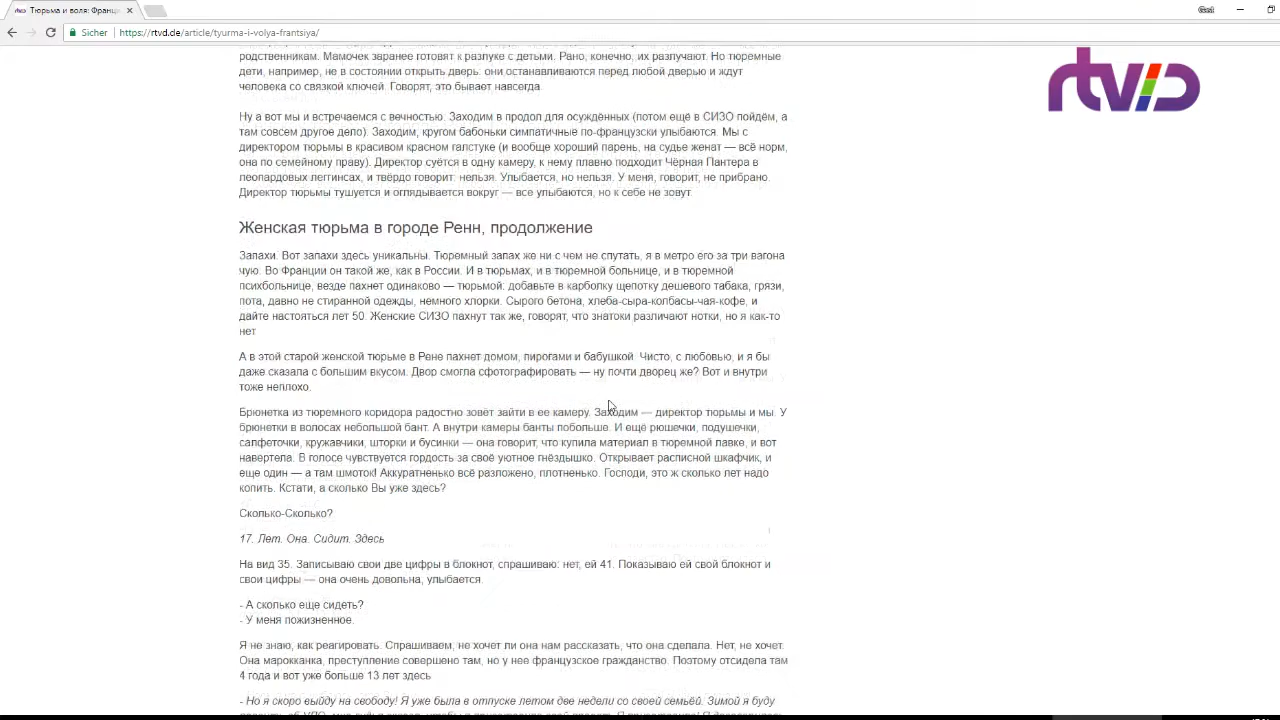 Тюрьма и воля: Франц
Gast
Sicher
https://rtvd.de/article/tyurma-i-volya-frantsiya/
rtvd
родственникам. Мамочек заранее готовят к разлуке с детьми. Рано, конечно, их разлучают. Но тюремные
дети, например, не в состоянии открыть дверь: они останавливаются перед любой дверью и ждут
человека со связкой ключей. Говорят, это бывает навсегда.
Ну а вот мы и встречаемся с вечностью. Заходим в продол для осуждённых (потом ещё в СИЗО пойдём, а
там совсем другое дело). Заходим, кругом бабоньки симпатичные по-французски улыбаются. Мы с
директором тюрьмы в красивом красном галстуке (и вообще хороший парень, на судье женат — всё норм,
она по семейному праву). Директор суётся в одну камеру, к нему плавно подходит Чёрная Пантера в
леопардовых леггинсах, и твёрдо говорит: нельзя. Улыбается, но нельзя. У меня, говорит, не прибрано.
Директор тюрьмы тушуется и оглядывается вокруг — все улыбаются, но к себе не зовут.
Женская тюрьма в городе Ренн, продолжение
Запахи. Вот запахи здесь уникальны. Тюремный запах же ни с чем не спутать, я в метро его за три вагона
чую. Во Франции он такой же, как в России. И в тюрьмах, и в тюремной больнице, и в тюремной
психбольнице, везде пахнет одинаково — тюрьмой: добавьте в карболку щепотку дешевого табака, грязи,
пота, давно не стиранной одежды, немного хлорки. Сырого бетона, хлеба-сыра-колбасы-чая-кофе, и
дайте настояться лет 50. Женские СИЗО пахнут так же, говорят, что знатоки различают нотки, но я как-то
нет
А в этой старой женской тюрьме в Рене пахнет домом, пирогами и бабушкой Чисто, с любовью, и я бы
даже сказала с большим вкусом. Двор смогла сфотографировать — ну почти дворец же? Вот и внутри
тоже неплохо.
Брюнетка из тюремного коридора радостно зовёт зайти в ее камеру. Заходим — директор тюрьмы и мы. У
брюнетки в волосах небольшой бант. А внутри камеры банты побольше. И ещё рюшечки, подушечки,
салфеточки, кружавчики, шторки и бусинки — она говорит, что купила материал в тюремной лавке, и вот
навертела. В голосе чувствуется гордость за своё уютное гнёздышко. Открывает расписной шкафчик, и
еще один — а там шмоток! Аккуратненько всё разложено, плотненько. Господи, это ж сколько лет надо
копить. Кстати, а сколько Вы уже здесь?
Сколько-Сколько?
17. Лет. Она. Сидит. Здесь
На вид 35. Записываю свои две цифры в блокнот, спрашиваю: нет, ей 41. Показываю ей свой блокнот и
свои цифры — она очень довольна, улыбается.
- А сколько еще сидеть?
- У меня пожизненное.
Я не знаю, как реагировать. Спрашиваем, не хочет ли она нам рассказать, что она сделала. Нет, не хочет.
Она марокканка, преступление совершено там, но у нее французское гражданство. Поэтому отсидела там
4 года и вот уже больше 13 лет здесь
- Но я скоро выйду на свободу! Я уже была в отпуске летом две недели со своей семьёй. Зимой я буду